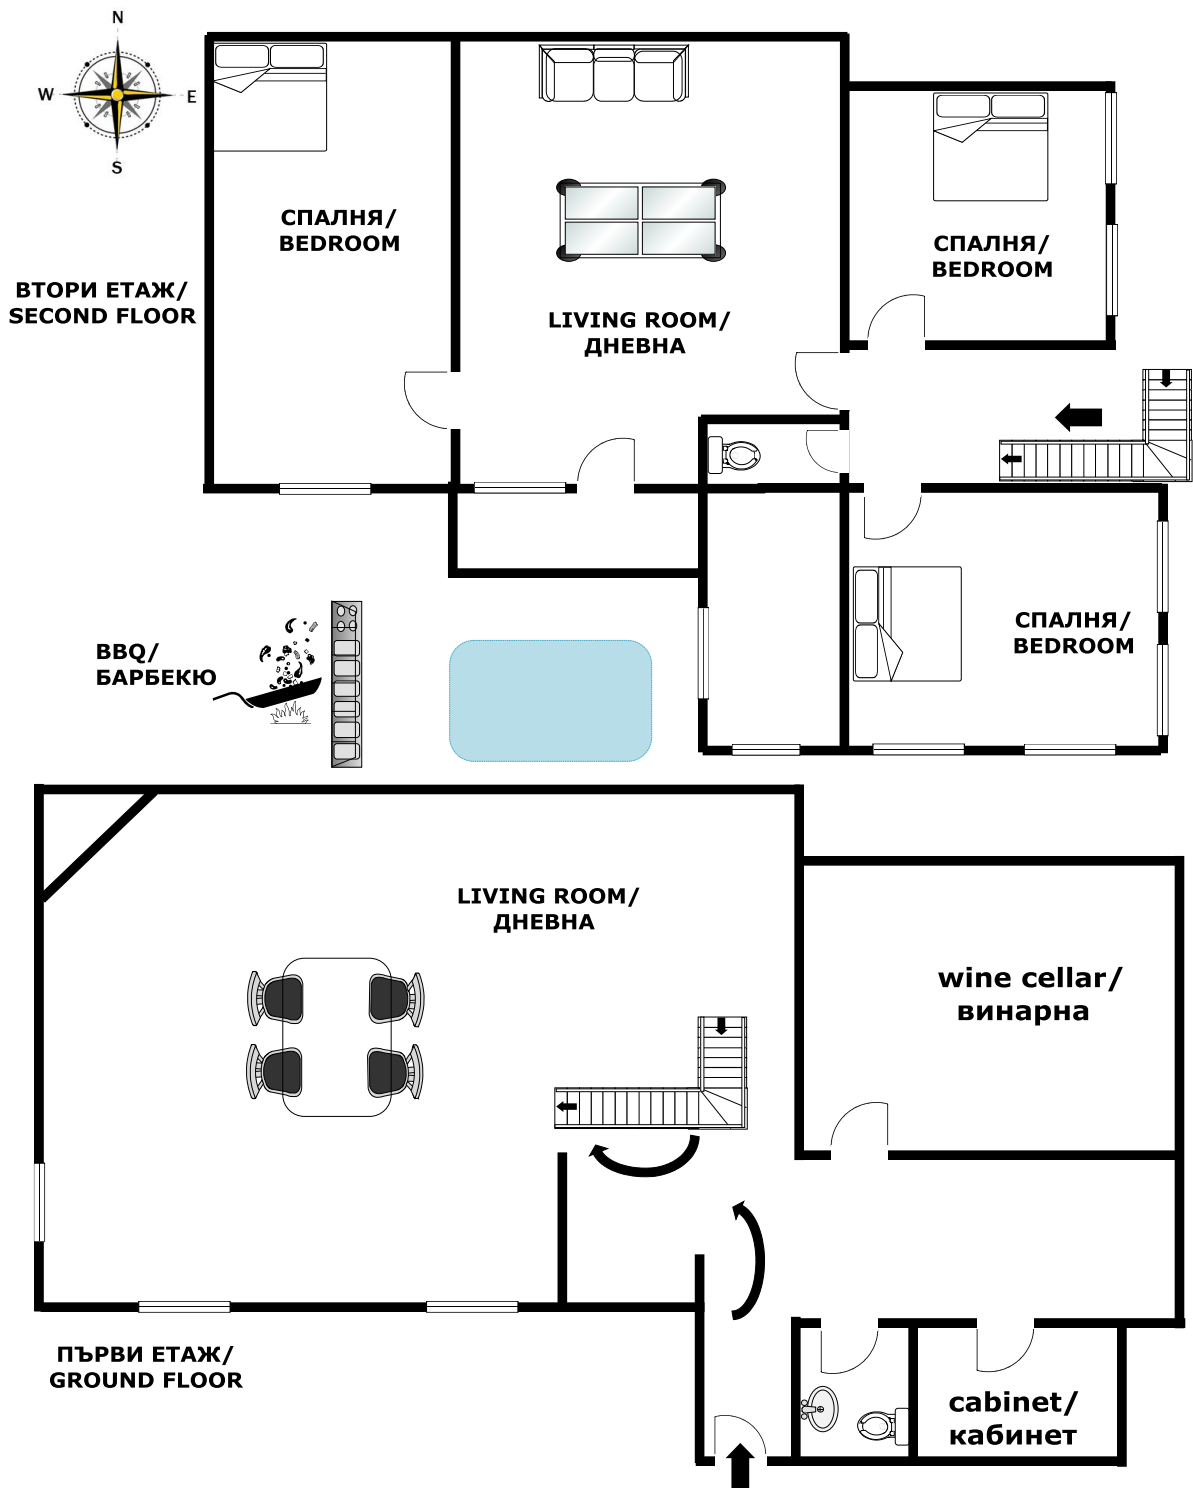 N
W
E
S
СПАЛНЯ/
BEDROOM
СПАЛНЯ/
BEDROOM
ВТОРИ ЕТАЖ/
SECOND FLOOR
LIVING ROOM/
ДНЕВНА
СПАЛНЯ/
BEDROOM
BBQ/
БАРБЕКЮ
LIVING ROOM/
ДНЕВНА
wine cellar/
винарна
ПЪРВИ ЕТАЖ/
GROUND FLOOR
cabinet/
кабинет